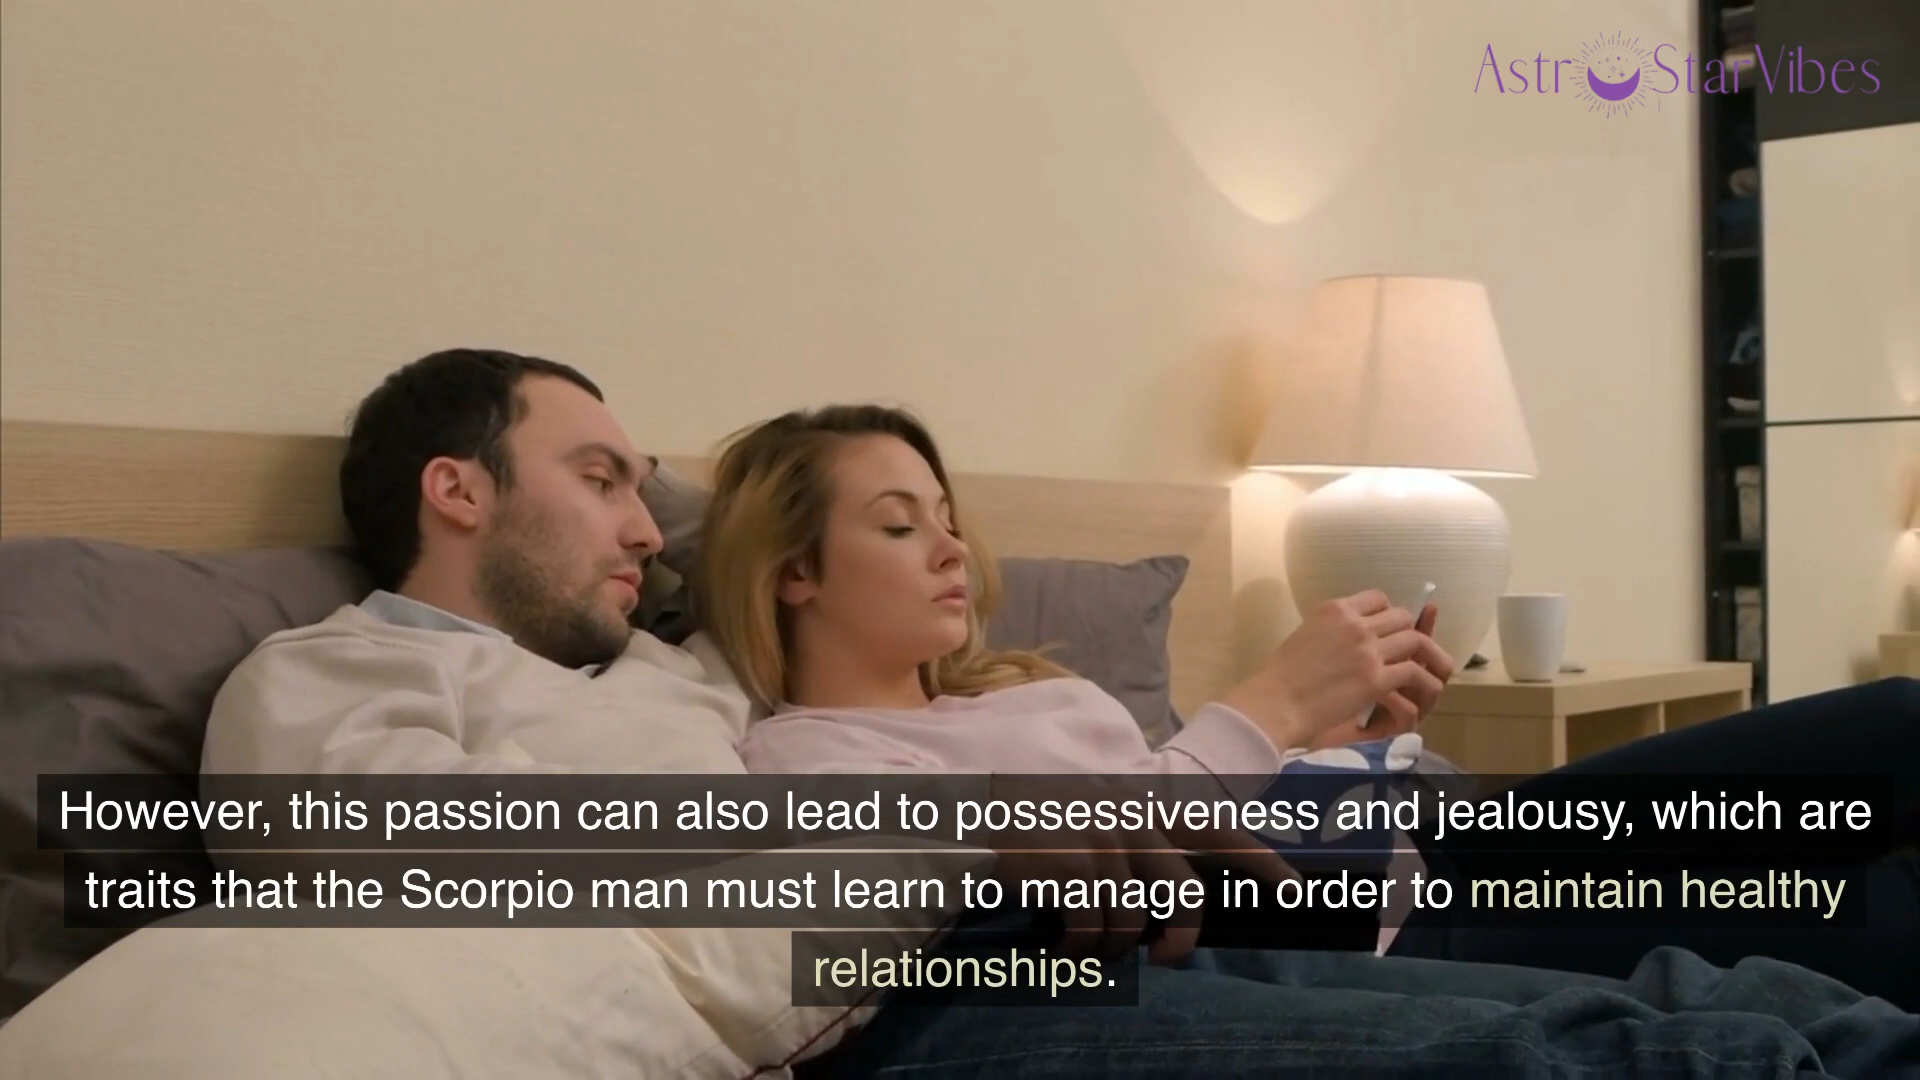 AstroStarVibes
However, this passion can also lead to possessiveness and jealousy, which are
traits that the Scorpio man must learn to manage in order to maintain healthy
relationships.